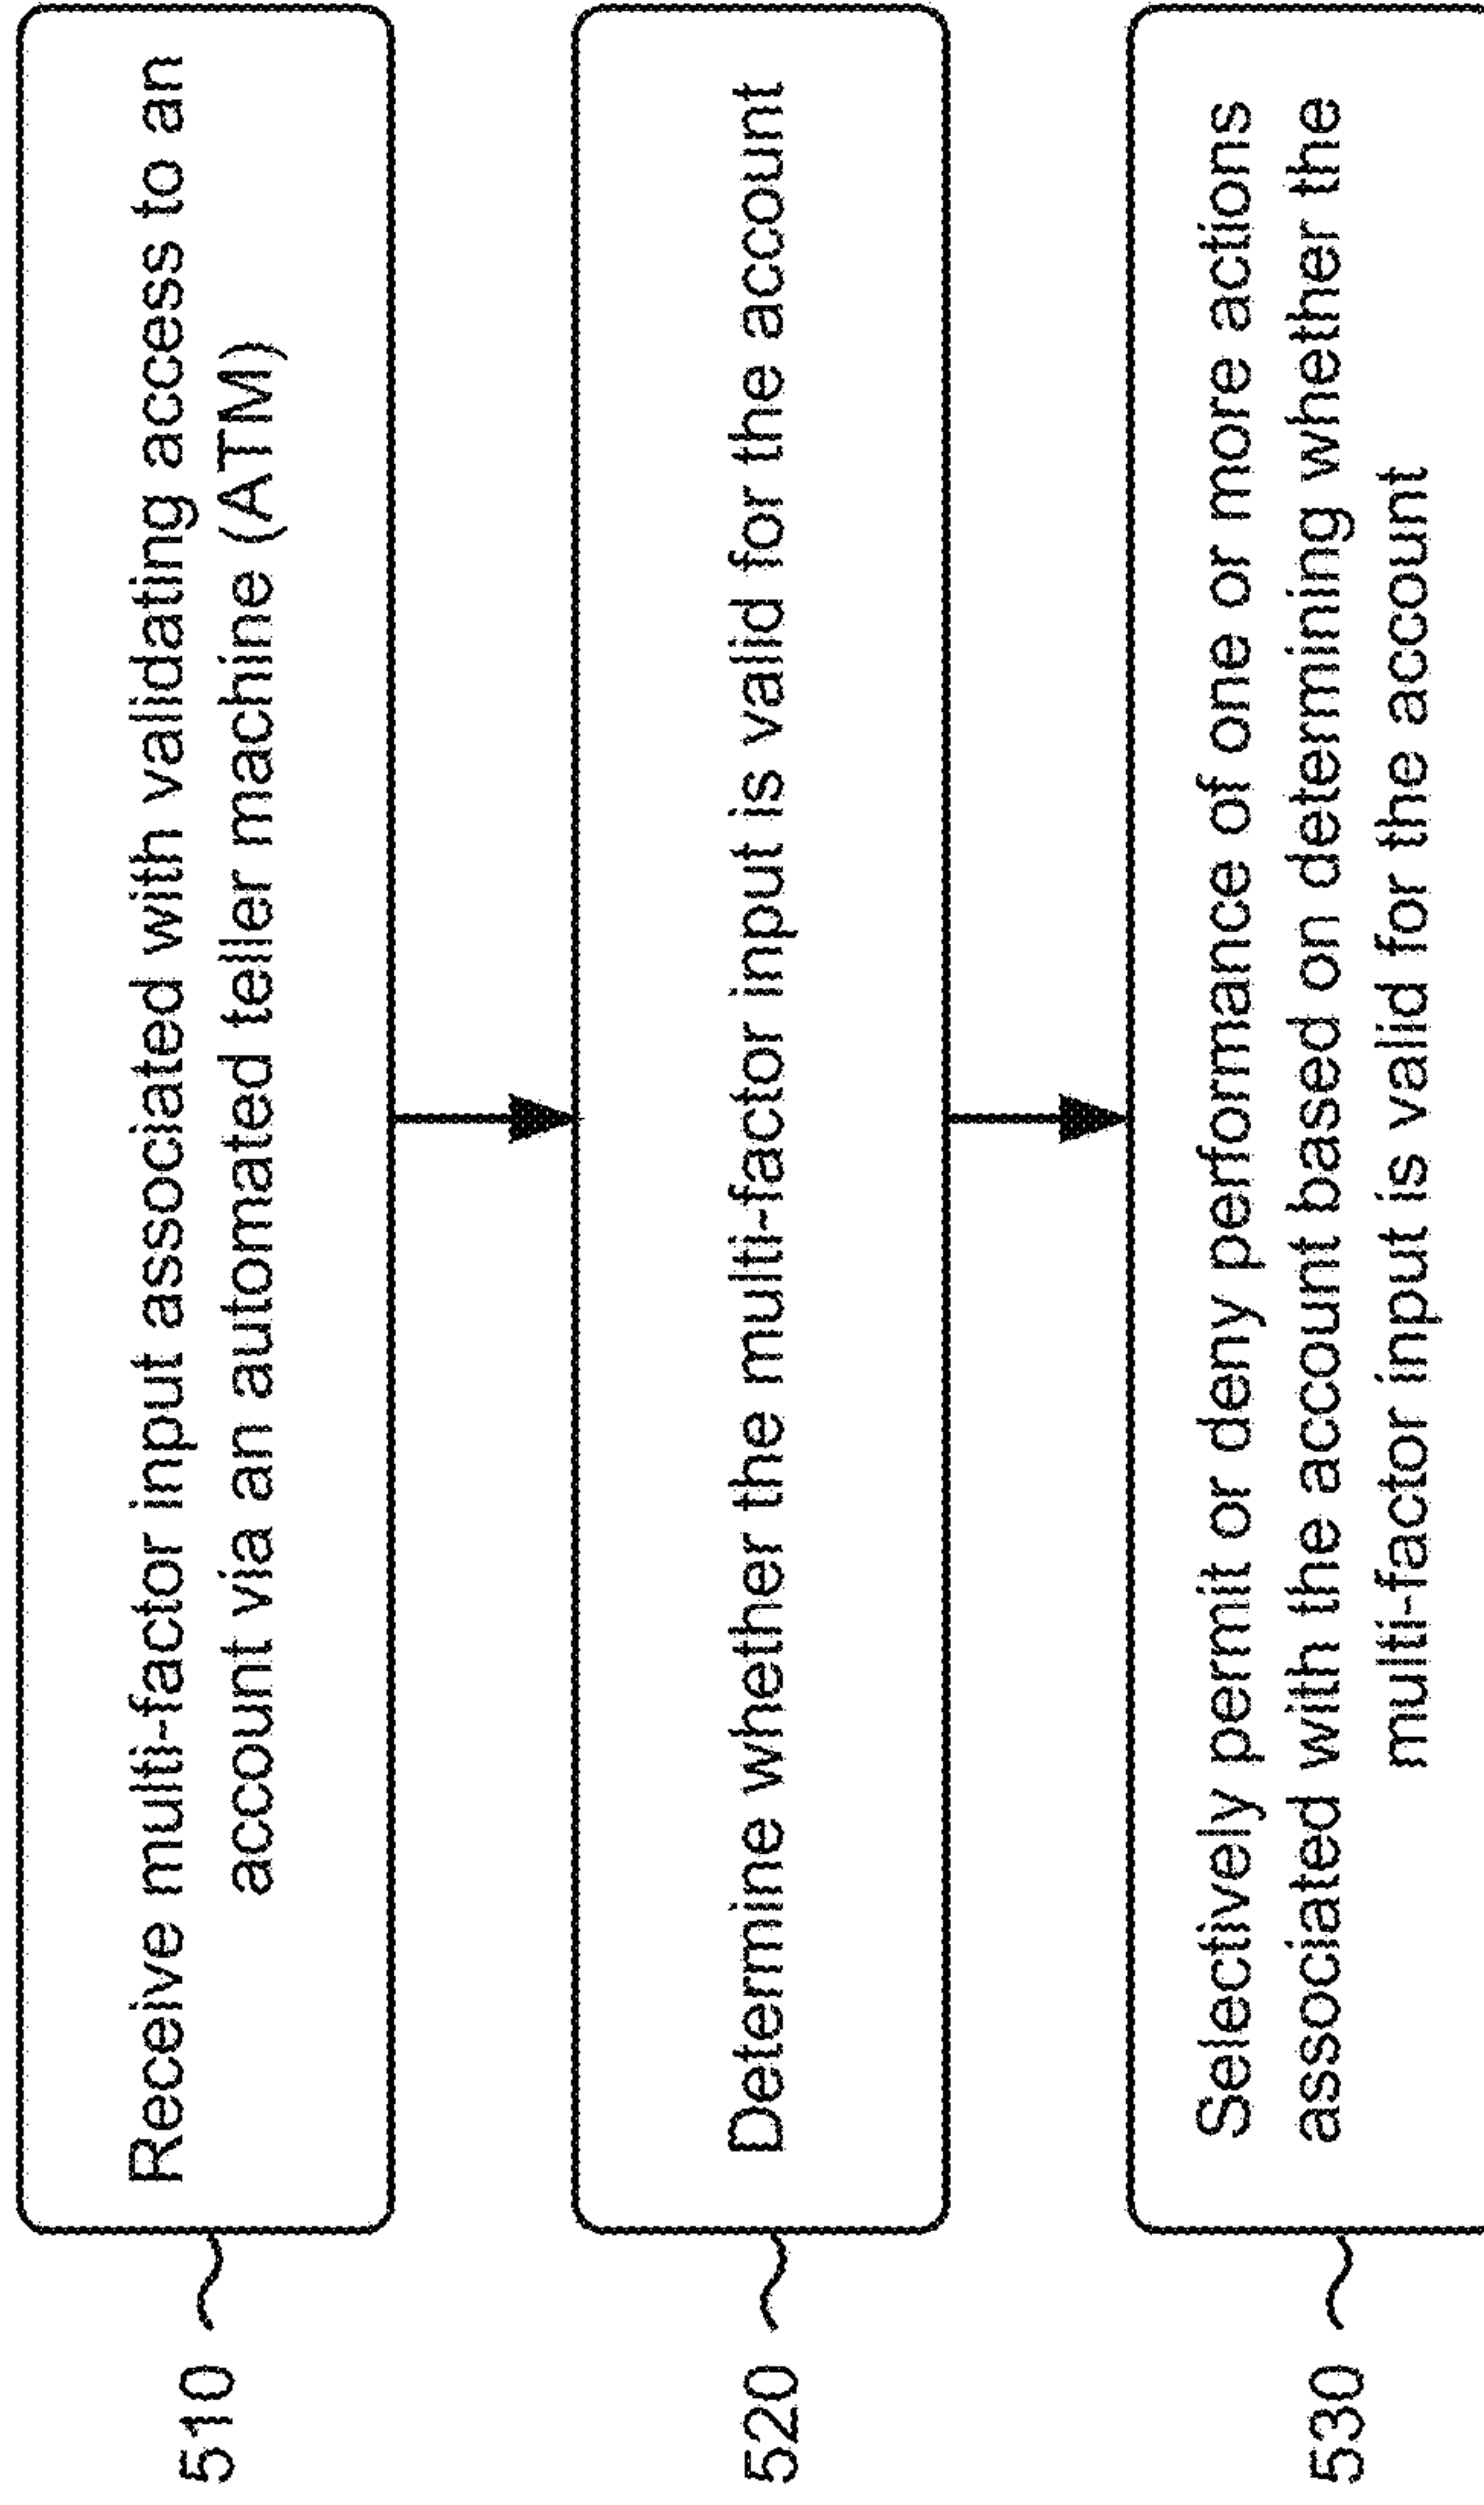 510
Receive multi-factor input associated with validating access to an
account via an automated teller machine (ATM)
520
Determine whether the multi-factor input is valid for the account
530
Selectively permit or deny performance of one or more actions
associated with the account based on determining whether the
multi-factor input is valid for the account